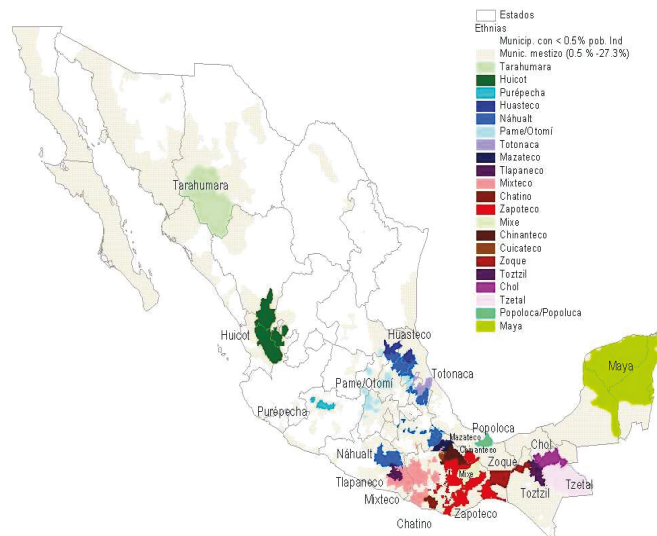 Estados
Ethnias
Municip. con < 0.5% pob. Ind
Munic. mestizo (0.5 % -27.3%)
Tarahumara
Huicot
Purépecha
Huasteco
Náhualt
Pame/Otomí
Totonaca
Mazateco
Tlapaneco
Mixteco
Chatino
Zapoteco
Mixe
Chinanteco
Cuicateco
Zoque
Toztzil
Chol
Tzetal
Popoloca/Popoluca
Maya
Tarahumara
Huicot
Huasteco
Maya
Pame/Otomí
Totonaca
Purépecha
Popoloca
Mazateco
Chinanteco
Náhualt
Chol
Zoque
Mixe
Tlapaneco
Tzetal
Mixteco
Toztzil
Chatino
Zapoteco